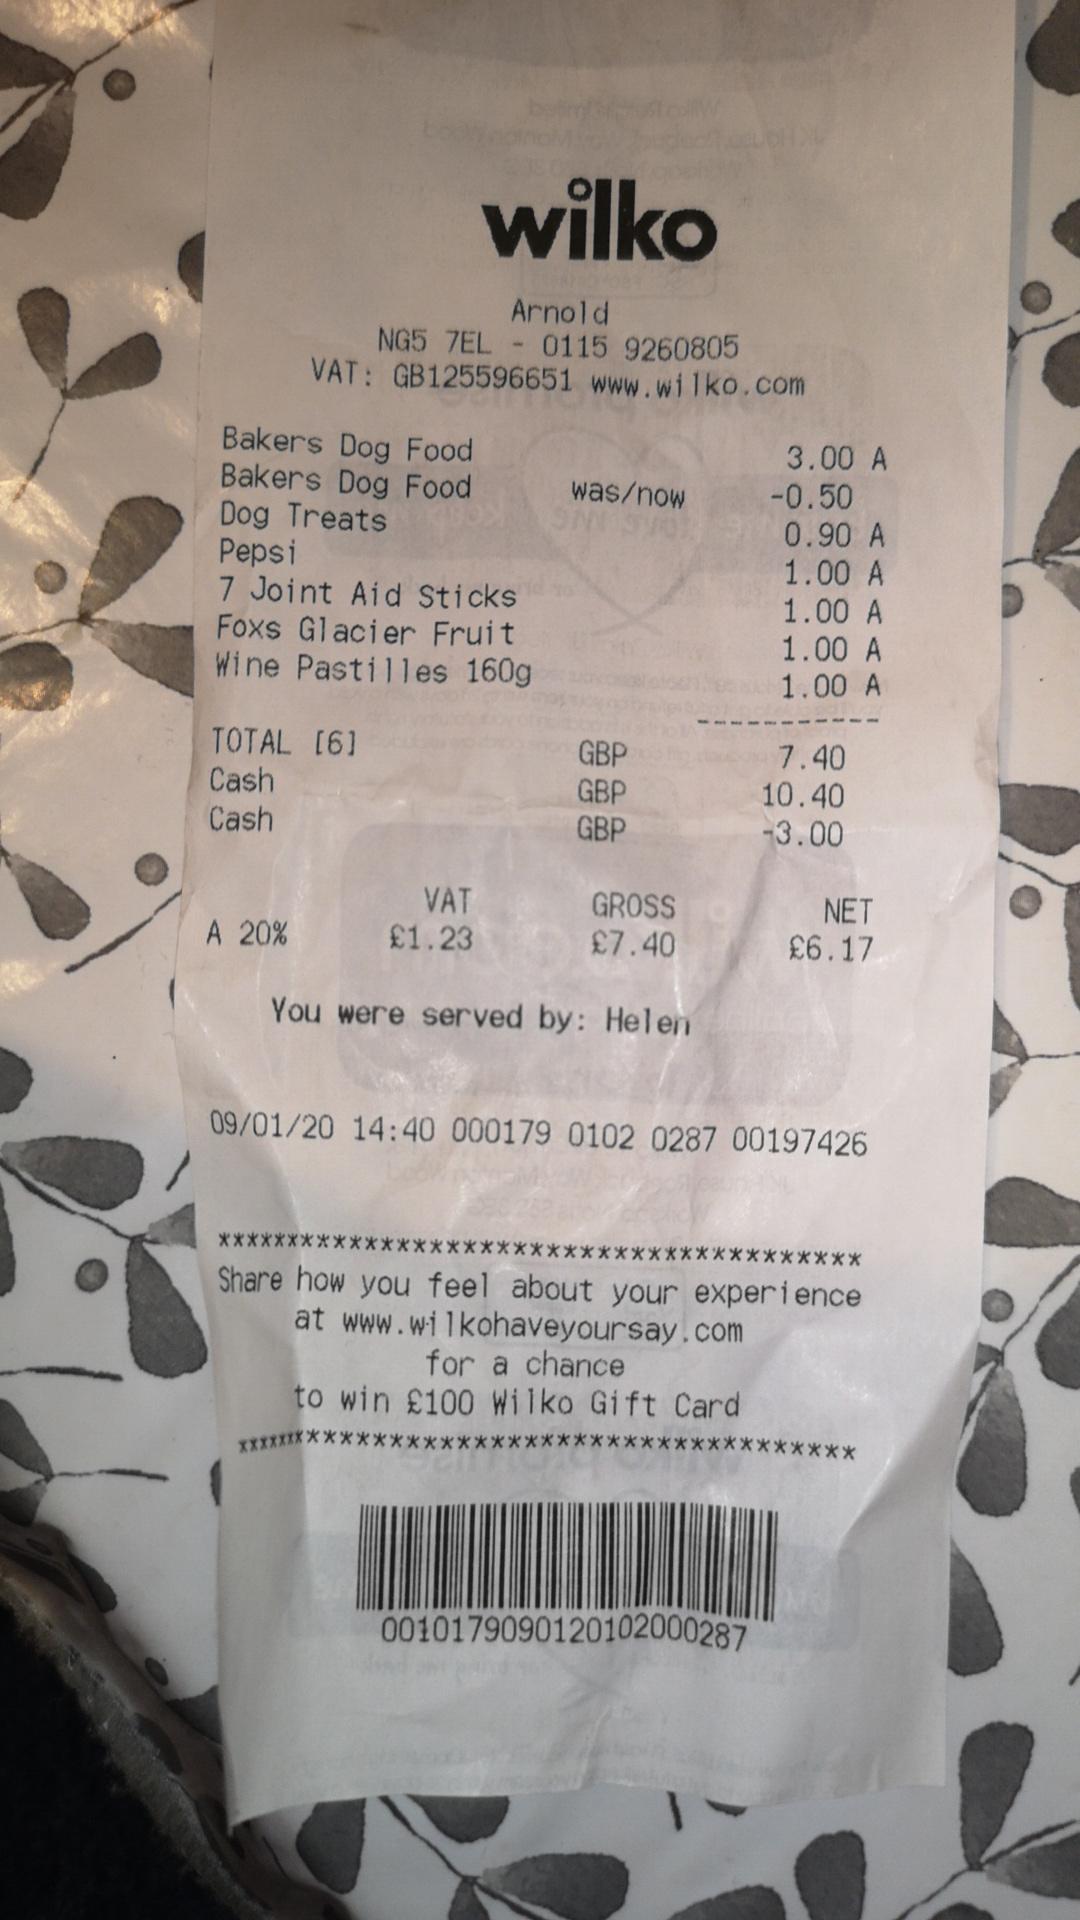 wilko
Arnold
NG5 7EL - 0115 9260805
VAT: GB125596651 www.wilko.com
Bakers Dog Food 3.00 A
Bakers Dog Food was/now -0.50
Dog Treats 0.90 A
Pepsi 1.00 A
7 Joint Aid Sticks 1.00 A
Foxs Glacier Fruit 1.00 A
Wine Pastilles 160g 1.00 A
-------------
TOTAL [6] GBP 7.40
Cash GBP 10.40
Cash GBP -3.00
VAT GROSS NET
A 20% £1.23 £7.40 £6.17
You were served by: Helen
09/01/20 14:40 000179 0102 0287 00197426
****************************************
Share how you feel about your experience
at www.wilkohaveyoursay.com
for a chance
to win £100 Wilko Gift Card
****************************************
00101790901201020002​87